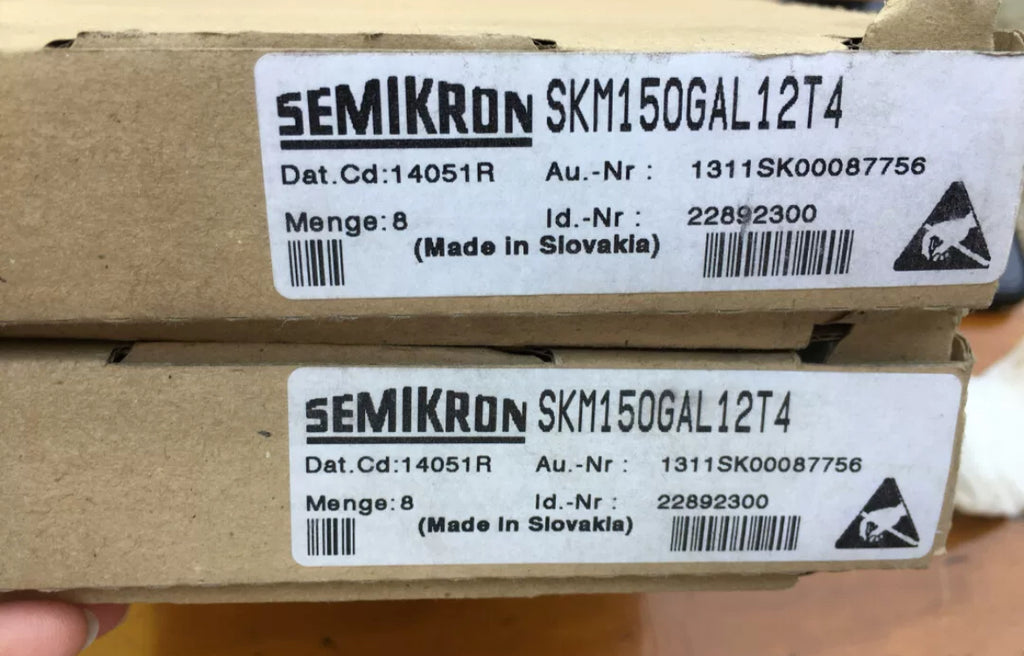 SEMIKRON SKM150GAL12T4
Dat.Cd:14051R Au.-Nr : 1311SK00087756
Menge:8 Id.-Nr : 22892300
(Made in Slovakia)
SEMIKRON SKM150GAL12T4
Dat.Cd:14051R Au.-Nr : 1311SK00087756
Menge:8 Id.-Nr : 22892300
(Made in Slovakia)